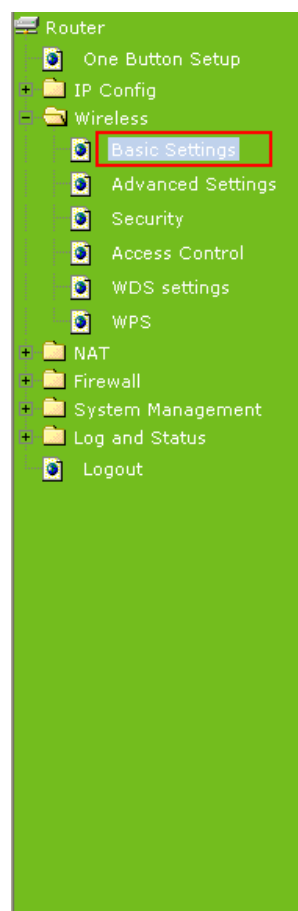 Router
One Button Setup
IP Config
Wireless
Basic Settings
Advanced Settings
Security
Access Control
WDS settings
WPS
NAT
Firewall
System Management
Log and Status
Logout